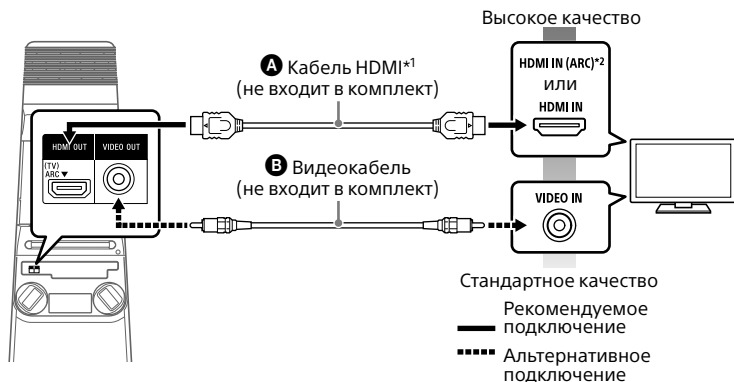 Высокое качество
A Кабель HDMI*1
(не входит в комплект)
HDMI IN (ARC)*2
или
HDMI IN
HDMI OUT
VIDEO OUT
(TV)
ARC ▼
B Видеокабель
(не входит в комплект)
VIDEO IN
Стандартное качество
Рекомендуемое
подключение
Альтернативное
подключение